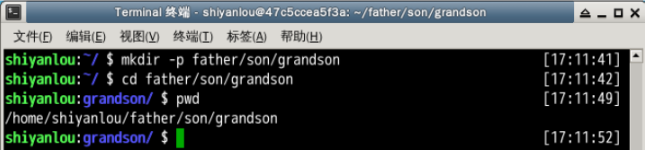 Terminal 终端 - shiyanlou@47c5ccea5f3a: ~/father/son/grandson
文件(F) 编辑(E) 视图(V) 终端(T) 标签(A) 帮助(H)
shiyanlou:~/ $ mkdir -p father/son/grandson [17:11:41]
shiyanlou:~/ $ cd father/son/grandson [17:11:42]
shiyanlou:grandson/ $ pwd [17:11:49]
/home/shiyanlou/father/son/grandson
shiyanlou:grandson/ $ [17:11:52]